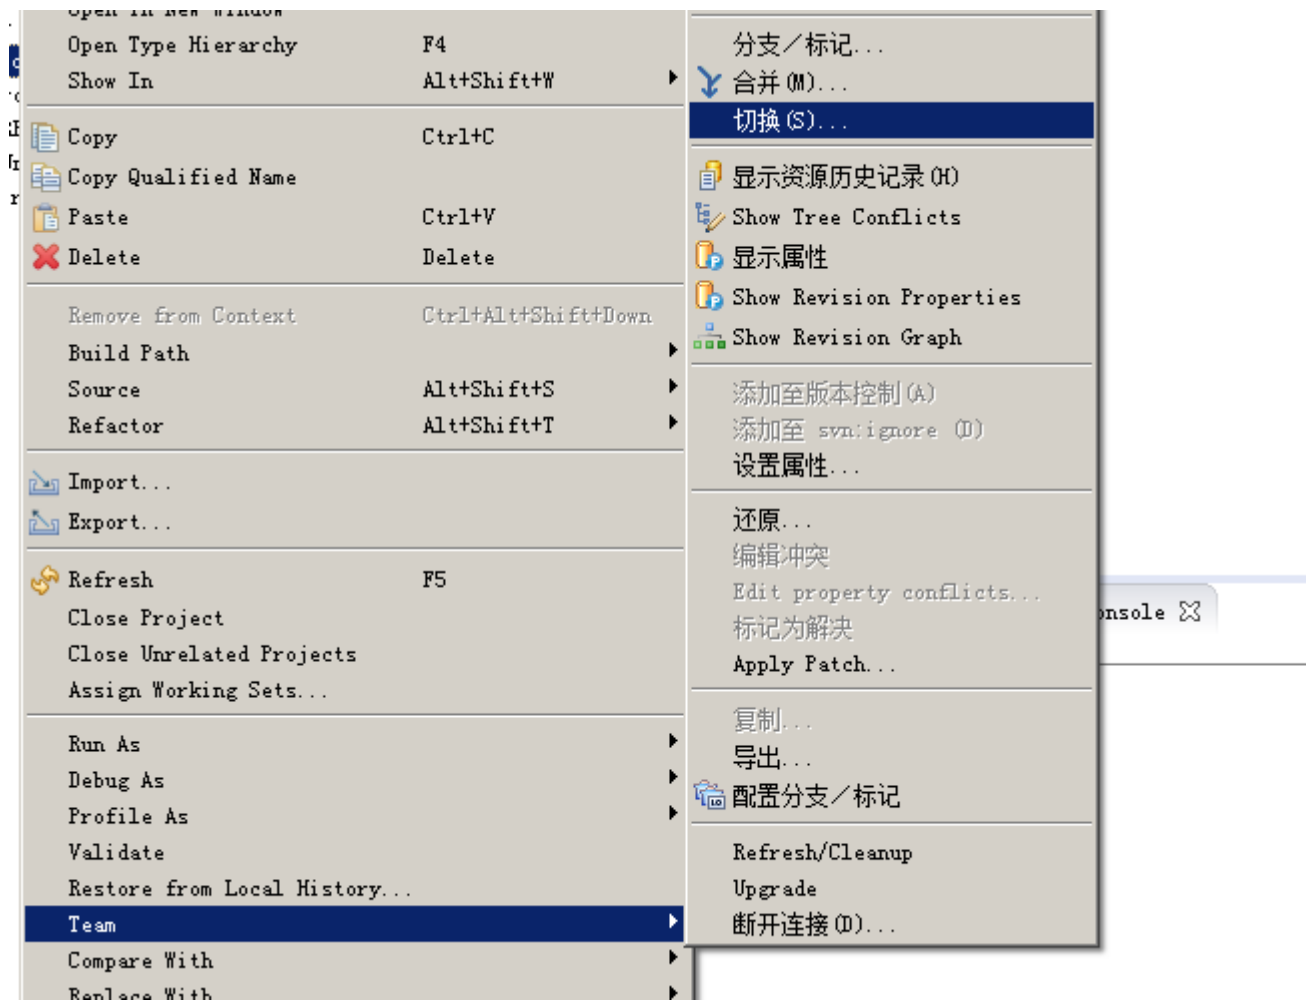 Open In New Window
Open Type Hierarchy F4
Show In Alt+Shift+W
Copy Ctrl+C
Copy Qualified Name
Paste Ctrl+V
Delete Delete
Remove from Context Ctrl+Alt+Shift+Down
Build Path
Source Alt+Shift+S
Refactor Alt+Shift+T
Import...
Export...
Refresh F5
Close Project
Close Unrelated Projects
Assign Working Sets...
Run As
Debug As
Profile As
Validate
Restore from Local History...
Team
Compare With
Replace With
分支/标记...
合并(M)...
切换(S)...
显示资源历史记录(H)
Show Tree Conflicts
显示属性
Show Revision Properties
Show Revision Graph
添加至版本控制(A)
添加至 svn:ignore (D)
设置属性...
还原...
编辑冲突
Edit property conflicts...
标记为解决
Apply Patch...
复制...
导出...
配置分支/标记
Refresh/Cleanup
Upgrade
断开连接(D)...
onsole